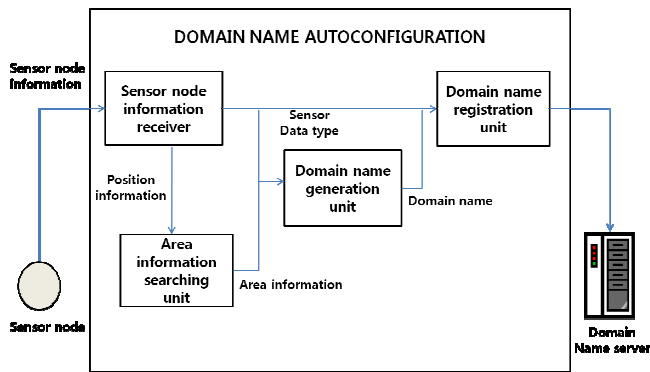 DOMAIN NAME AUTOCONFIGURATION
Sensor node
information
Sensor node
information
receiver
Domain name
registration
unit
Sensor
Data type
Position
information
Domain name
generation
unit
Domain name
Area
information
searching
unit
Area information
Sensor node
Domain
Name server